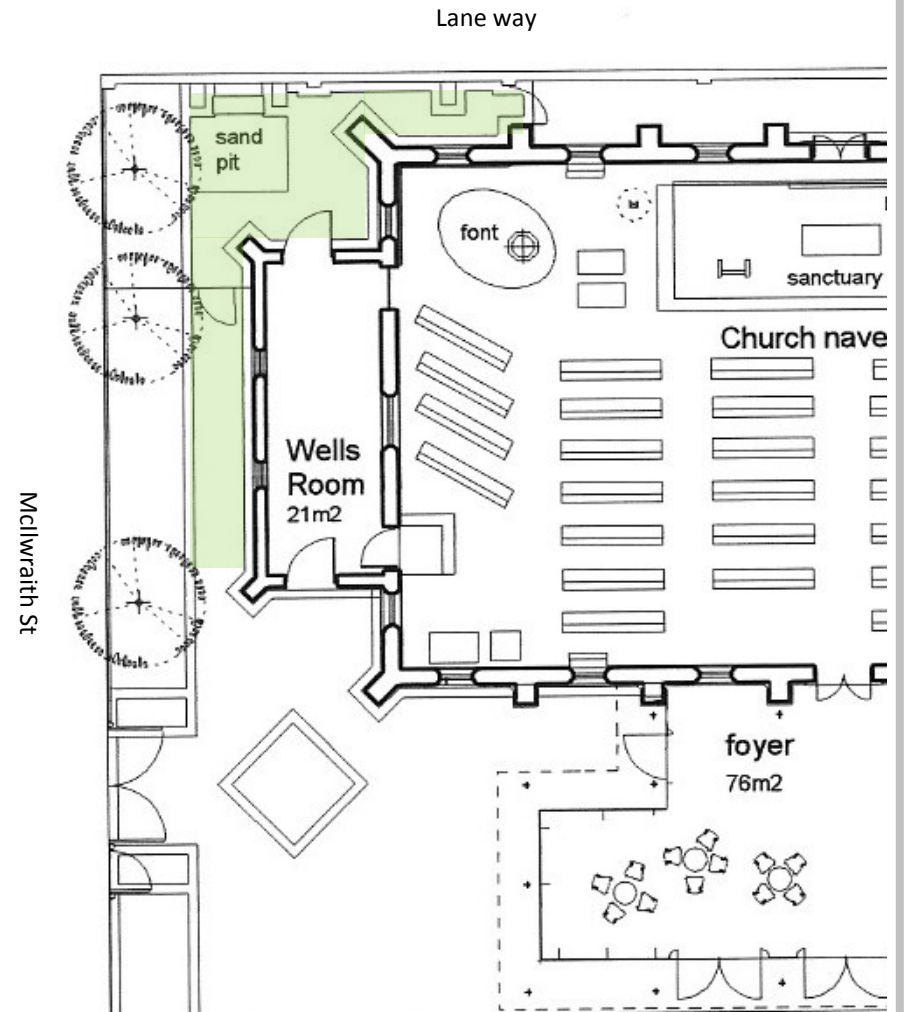 Lane way
sand
pit
font
sanctuary
Church nave
Wells
Room
21m2
McIlwraith St
foyer
76m2